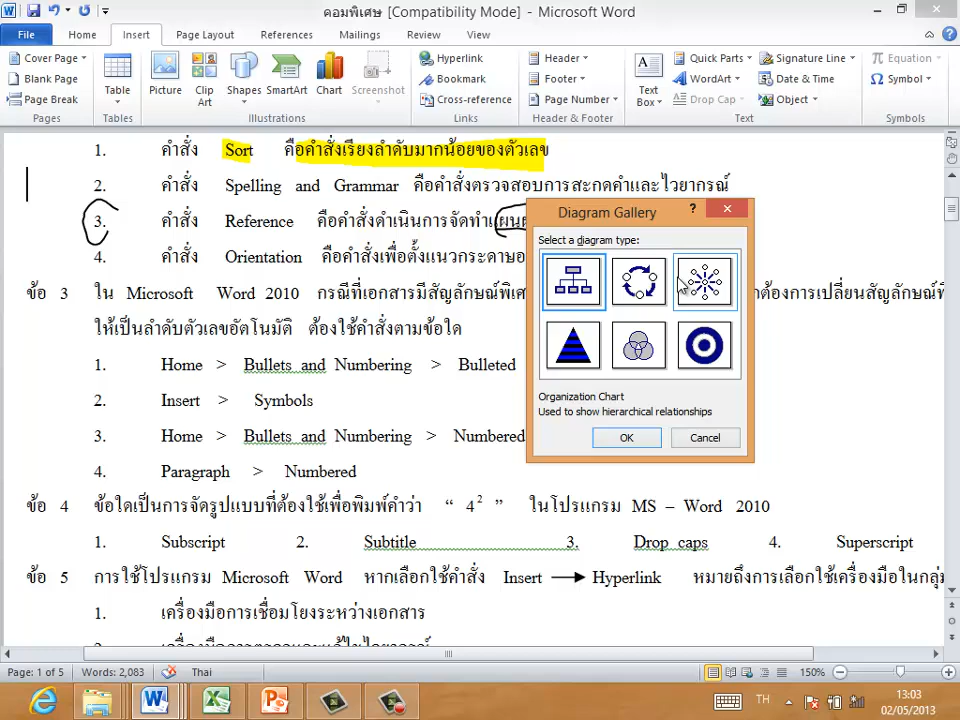 คอมพิเศษ [Compatibility Mode] - Microsoft Word
File Home Insert Page Layout References Mailings Review View
Cover Page
Blank Page
Page Break
Pages
Table
Tables
Picture Clip Art Shapes SmartArt Chart Screenshot
Illustrations
Hyperlink
Bookmark
Cross-reference
Links
Header
Footer
Page Number
Header & Footer
Text Box
Quick Parts
WordArt
Drop Cap
Signature Line
Date & Time
Object
Text
Equation
Symbol
Symbols
1. คำสั่ง Sort คือคำสั่งเรียงลำดับมากน้อยของตัวเลข
2. คำสั่ง Spelling and Grammar คือคำสั่งตรวจสอบการสะกดคำและไวยากรณ์
3. คำสั่ง Reference คือคำสั่งดำเนินการจัดทำ
4. คำสั่ง Orientation คือคำสั่งเพื่อตั้งแนวกระดาษ
ข้อ 3 ใน Microsoft Word 2010 กรณีที่เอกสารมีสัญลักษณ์ ต้องการเปลี่ยนสัญลักษณ์
ให้เป็นลำดับตัวเลขอัตโนมัติ ต้องใช้คำสั่งตามข้อใด
1. Home > Bullets and Numbering > Bulleted
2. Insert > Symbols
3. Home > Bullets and Numbering > Numbered
4. Paragraph > Numbered
ข้อ 4 ข้อใดเป็นการจัดรูปแบบที่ต้องใช้เพื่อพิมพ์คำว่า “ 4² ” ในโปรแกรม MS – Word 2010
1. Subscript 2. Subtitle 3. Drop caps 4. Superscript
ข้อ 5 การใช้โปรแกรม Microsoft Word หากเลือกใช้คำสั่ง Insert → Hyperlink หมายถึงการเลือกใช้เครื่องมือในกลุ่ม
1. เครื่องมือการเชื่อมโยงระหว่างเอกสาร
Diagram Gallery
Select a diagram type:
Organization Chart
Used to show hierarchical relationships
OK Cancel
Page: 1 of 5 Words: 2,083 Thai 150%
TH
13:03
02/05/2013